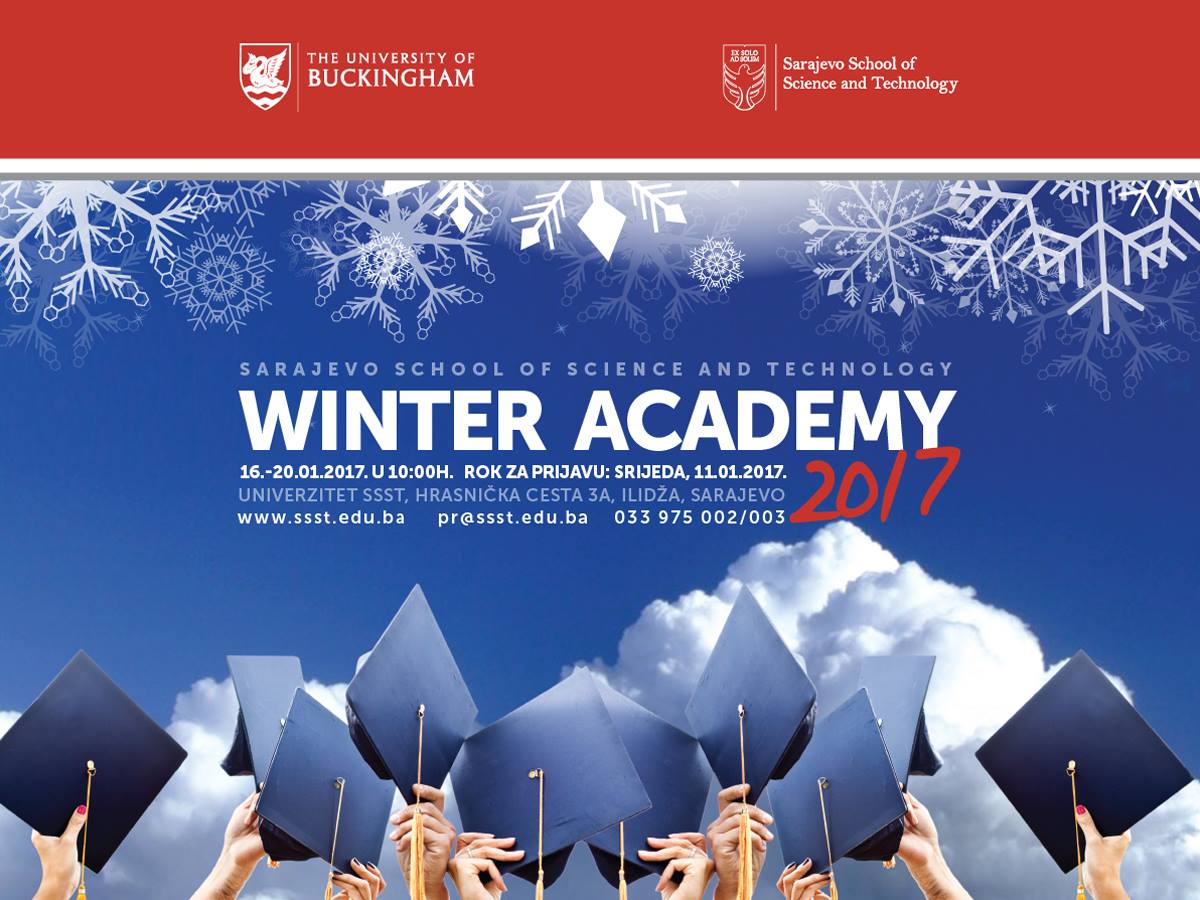 THE UNIVERSITY OF
BUCKINGHAM
EX SOLO
AD SOLEM
Sarajevo School of
Science and Technology
SARAJEVO SCHOOL OF SCIENCE AND TECHNOLOGY
WINTER ACADEMY
2017
16.-20.01.2017. U 10:00H. ROK ZA PRIJAVU: SRIJEDA, 11.01.2017.
UNIVERZITET SSST, HRASNIČKA CESTA 3A, ILIDŽA, SARAJEVO
www.ssst.edu.ba pr@ssst.edu.ba 033 975 002/003